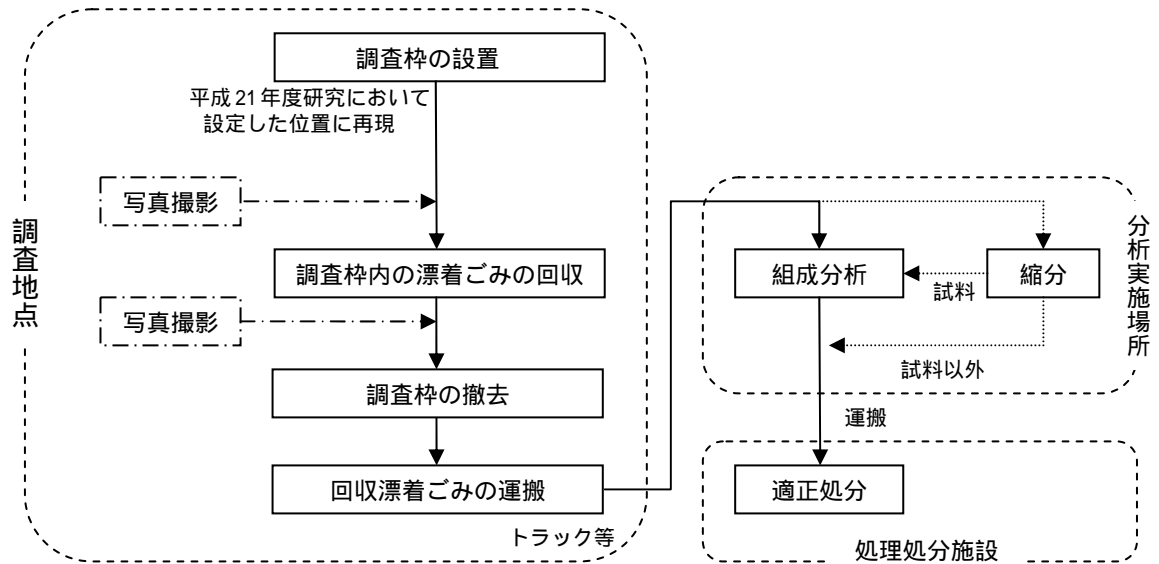 調査枠の設置
平成21年度研究において
設定した位置に再現
写真撮影
調査枠内の漂着ごみの回収
写真撮影
調査枠の撤去
回収漂着ごみの運搬
トラック等
調査地点
組成分析
試料
縮分
試料以外
分析実施場所
運搬
適正処分
処理処分施設